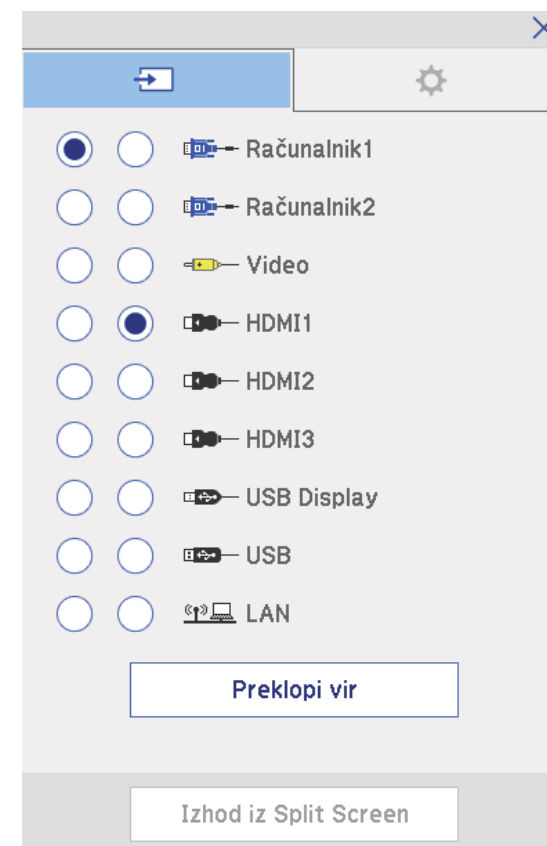 Računalnik1
Računalnik2
Video
HDMI1
HDMI2
HDMI3
USB Display
USB
LAN
Preklopi vir
Izhod iz Split Screen